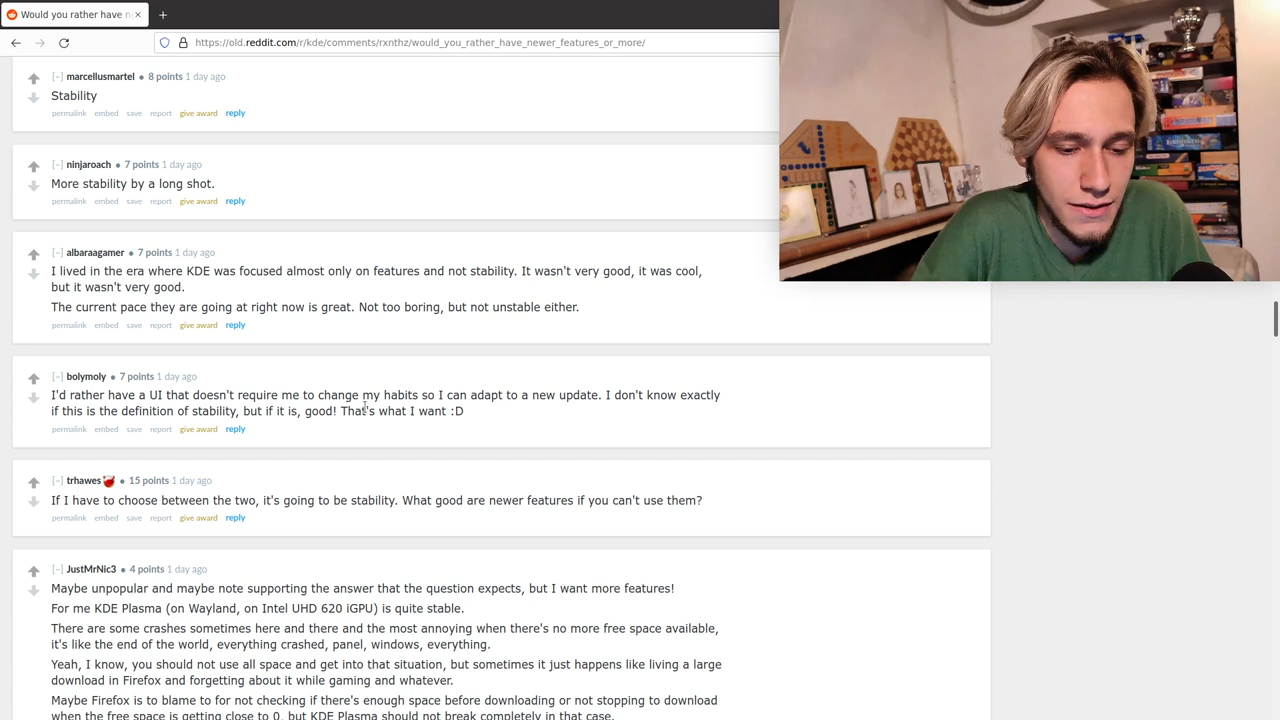 Would you rather have n
https://old.reddit.com/r/kde/comments/rxnthz/would_you_rather_have_newer_features_or_more/
[–] marcellusmartel • 8 points 1 day ago
Stability
permalink embed save report give award reply
[–] ninjaroach • 7 points 1 day ago
More stability by a long shot.
permalink embed save report give award reply
[–] albaraagamer • 7 points 1 day ago
I lived in the era where KDE was focused almost only on features and not stability. It wasn't very good, it was cool,
but it wasn't very good.
The current pace they are going at right now is great. Not too boring, but not unstable either.
permalink embed save report give award reply
[–] bolymoly • 7 points 1 day ago
I'd rather have a UI that doesn't require me to change my habits so I can adapt to a new update. I don't know exactly
if this is the definition of stability, but if it is, good! That's what I want :D
permalink embed save report give award reply
[–] trhawes • 15 points 1 day ago
If I have to choose between the two, it's going to be stability. What good are newer features if you can't use them?
permalink embed save report give award reply
[–] JustMrNic3 • 4 points 1 day ago
Maybe unpopular and maybe note supporting the answer that the question expects, but I want more features!
For me KDE Plasma (on Wayland, on Intel UHD 620 iGPU) is quite stable.
There are some crashes sometimes here and there and the most annoying when there's no more free space available,
it's like the end of the world, everything crashed, panel, windows, everything.
Yeah, I know, you should not use all space and get into that situation, but sometimes it just happens like living a large
download in Firefox and forgetting about it while gaming and whatever.
Maybe Firefox is to blame to for not checking if there's enough space before downloading or not stopping to download
when the free space is getting close to 0, but KDE Plasma should not break completely in that case.